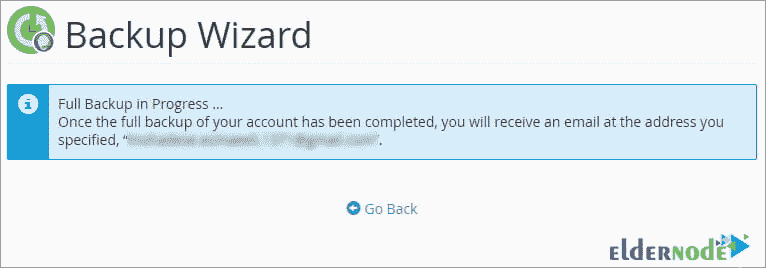 Backup Wizard
Full Backup in Progress ...
Once the full backup of your account has been completed, you will receive an email at the address you
specified, “ ”.
Go Back
ELDERNODE